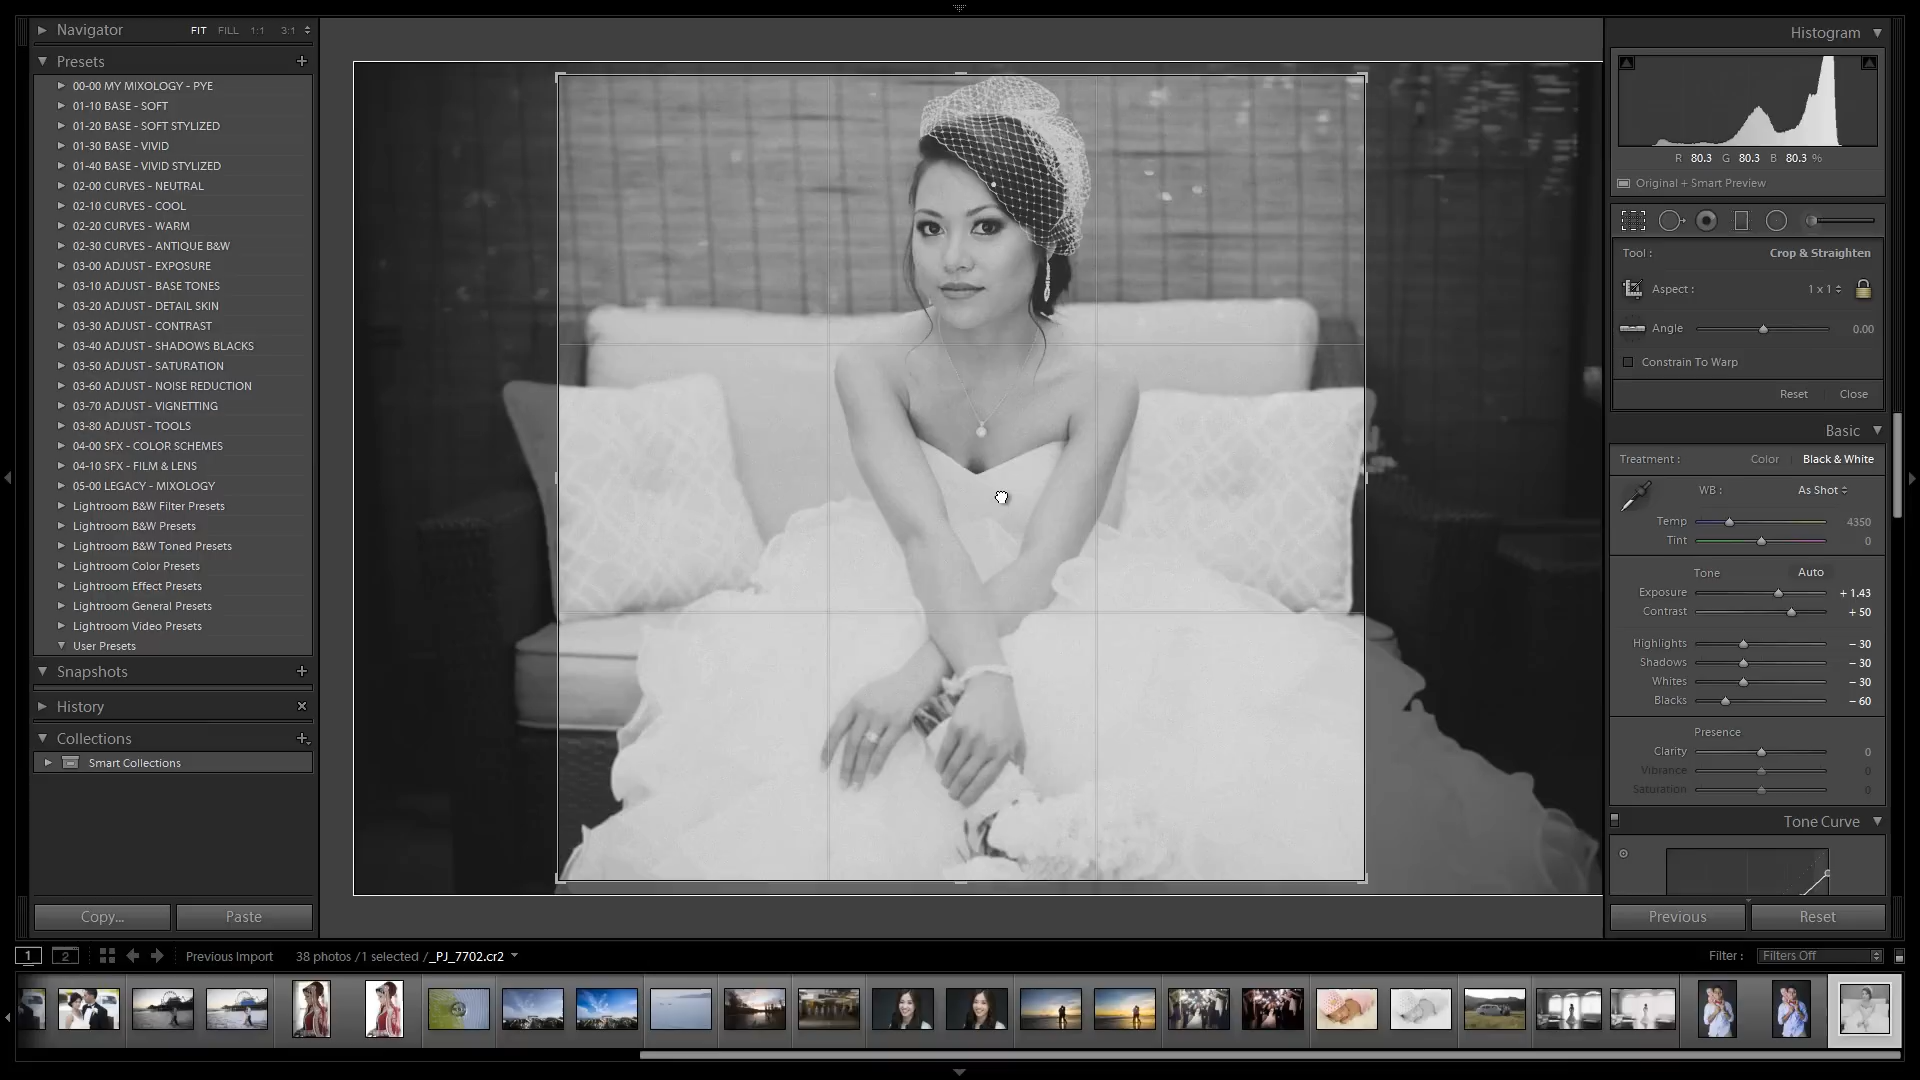 Navigator FIT FILL 1:1 3:1
Presets +
00-00 MY MIXOLOGY - PYE
01-10 BASE - SOFT
01-20 BASE - SOFT STYLIZED
01-30 BASE - VIVID
01-40 BASE - VIVID STYLIZED
02-00 CURVES - NEUTRAL
02-10 CURVES - COOL
02-20 CURVES - WARM
02-30 CURVES - ANTIQUE B&W
03-00 ADJUST - EXPOSURE
03-10 ADJUST - BASE TONES
03-20 ADJUST - DETAIL SKIN
03-30 ADJUST - CONTRAST
03-40 ADJUST - SHADOWS BLACKS
03-50 ADJUST - SATURATION
03-60 ADJUST - NOISE REDUCTION
03-70 ADJUST - VIGNETTING
03-80 ADJUST - TOOLS
04-00 SFX - COLOR SCHEMES
04-10 SFX - FILM & LENS
05-00 LEGACY - MIXOLOGY
Lightroom B&W Filter Presets
Lightroom B&W Presets
Lightroom B&W Toned Presets
Lightroom Color Presets
Lightroom Effect Presets
Lightroom General Presets
Lightroom Video Presets
User Presets
Snapshots +
History ×
Collections +
Smart Collections
Copy... Paste
Histogram
R 80.3 G 80.3 B 80.3 %
Original + Smart Preview
Tool : Crop & Straighten
Aspect : 1 x 1
Angle 0.00
Constrain To Warp
Reset Close
Basic
Treatment : Color Black & White
WB : As Shot
Temp 4350
Tint 0
Tone Auto
Exposure + 1.43
Contrast + 50
Highlights – 30
Shadows – 30
Whites – 30
Blacks – 60
Presence
Clarity 0
Vibrance 0
Saturation 0
Tone Curve
Previous Reset
1 2 Previous Import 38 photos /1 selected /_PJ_7702.cr2 Filter : Filters Off